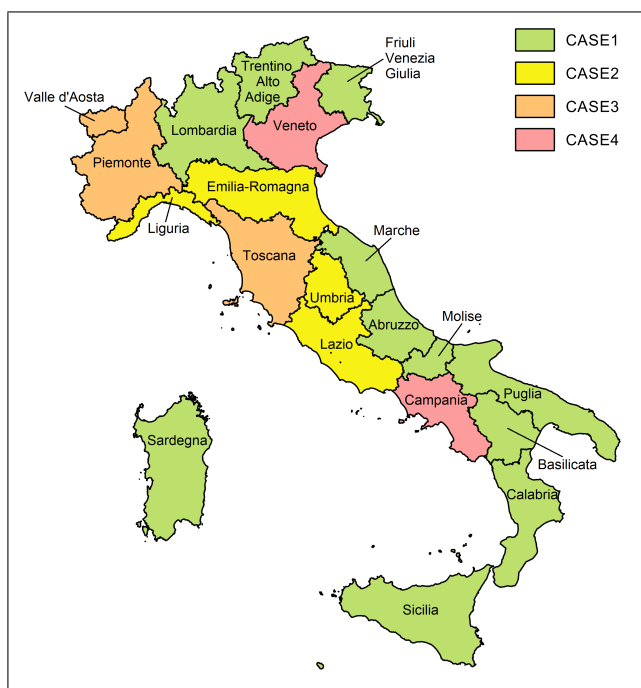 Friuli
Venezia
Giulia
CASE1
CASE2
CASE3
CASE4
Trentino
Alto
Adige
Valle d'Aosta
Lombardia
Veneto
Piemonte
Emilia-Romagna
Liguria
Marche
Toscana
Umbria
Molise
Abruzzo
Lazio
Campania
Puglia
Sardegna
Basilicata
Calabria
Sicilia